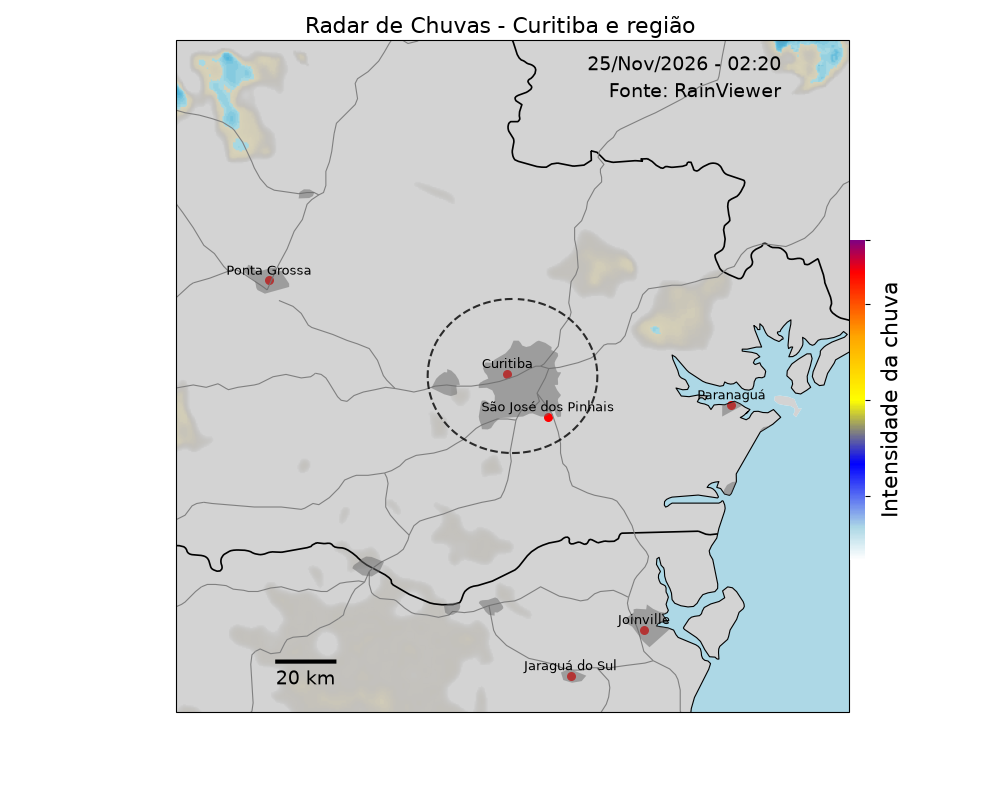 Radar de Chuvas - Curitiba e região
25/Nov/2026 - 02:20
Fonte: RainViewer
Ponta Grossa
Curitiba
São José dos Pinhais
Paranaguá
Intensidade da chuva
Joinville
Jaraguá do Sul
20 km